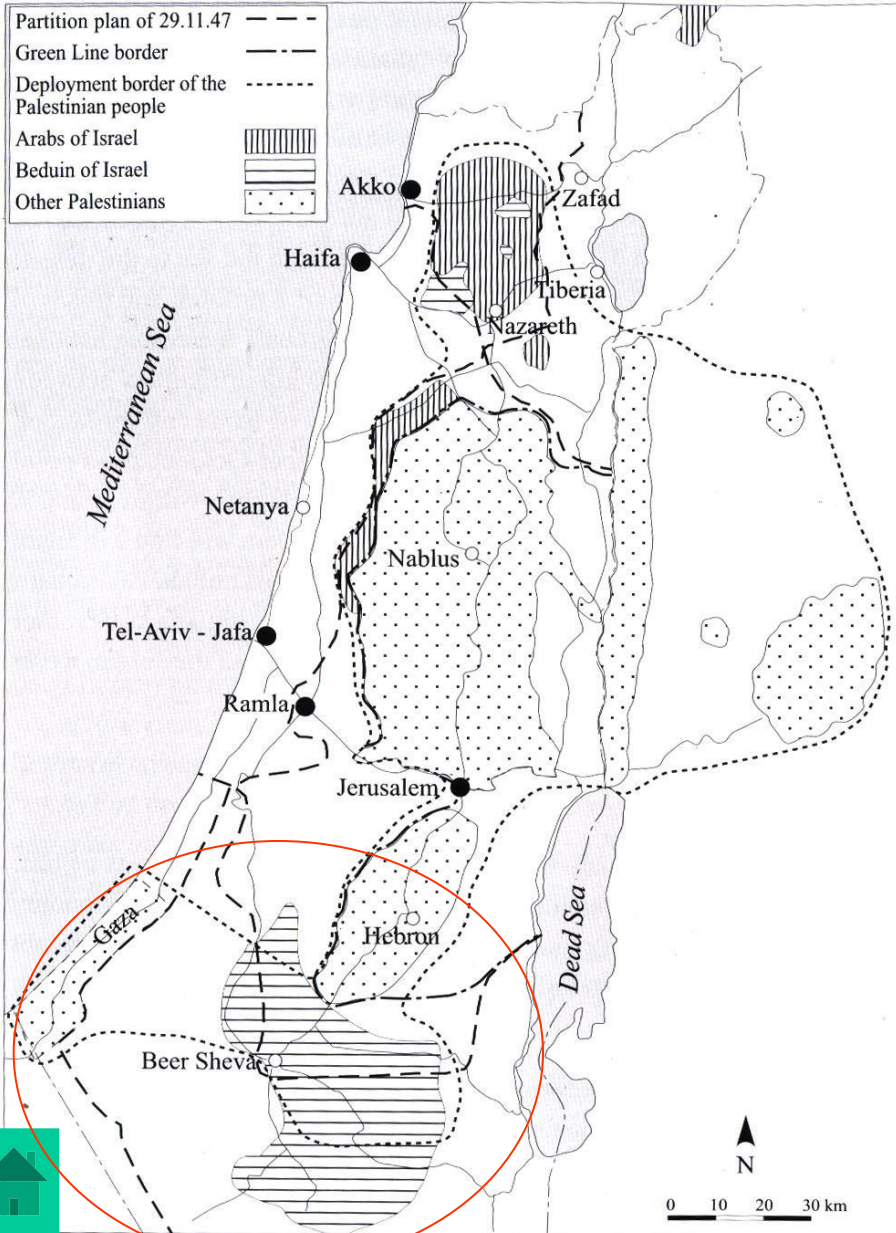 Partition plan of 29.11.47
Green Line border
Deployment border of the
Palestinian people
Arabs of Israel
Beduin of Israel
Other Palestinians
Akko
Zafad
Haifa
Tiberia
Nazareth
Mediterranean Sea
Netanya
Nablus
Tel-Aviv - Jafa
Ramla
Jerusalem
Gaza
Hebron
Dead Sea
Beer Sheva
N
0 10 20 30 km